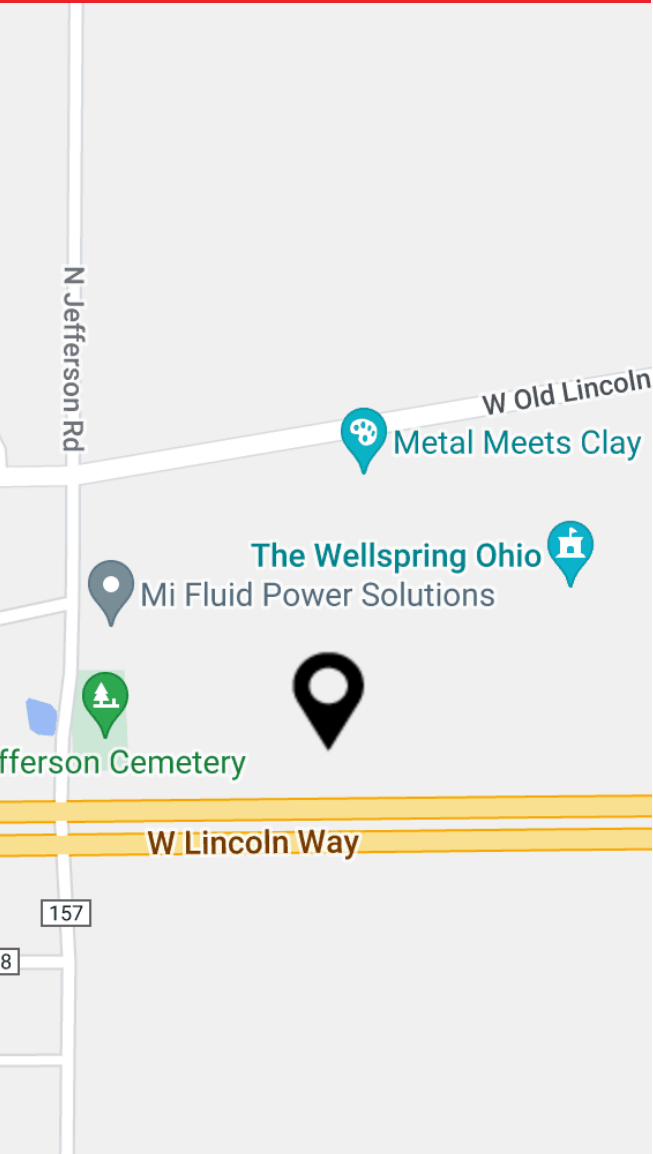 N Jefferson Rd
W Old Lincoln
Metal Meets Clay
The Wellspring Ohio
Mi Fluid Power Solutions
fferson Cemetery
W Lincoln Way
157
8